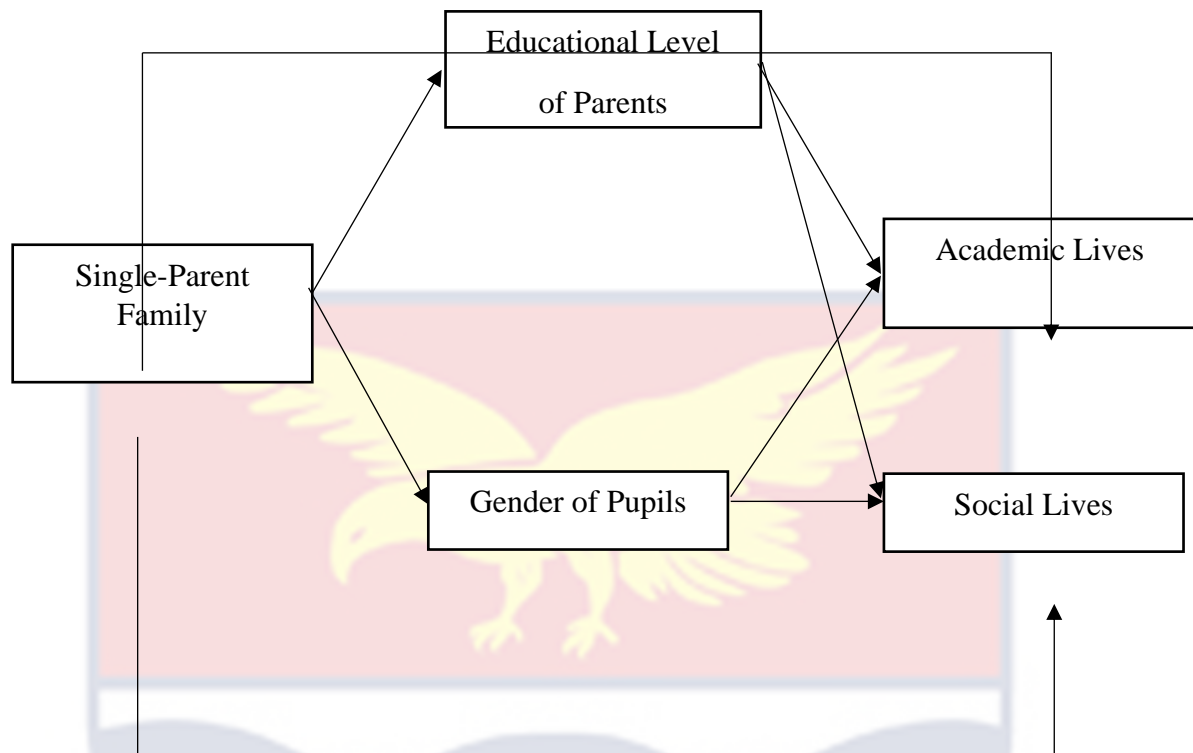 Educational Level
of Parents
Academic Lives
Single-Parent
Family
Gender of Pupils
Social Lives